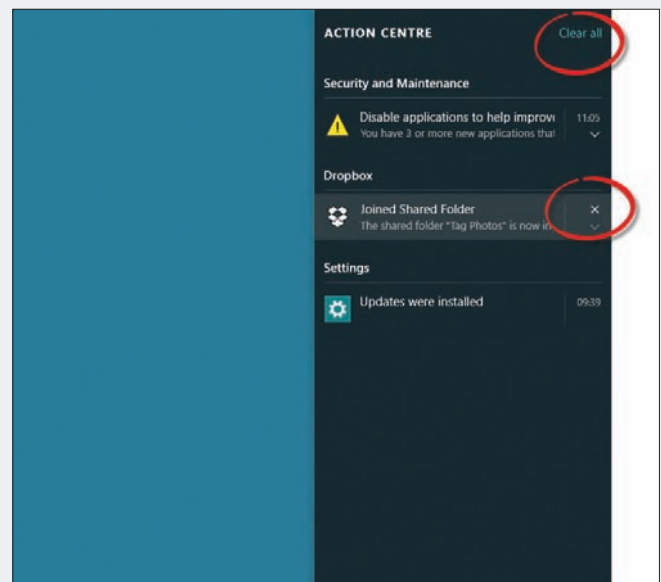 ACTION CENTRE Clear all
Security and Maintenance
Disable applications to help improv 11:05
You have 3 or more new applications that
Dropbox
Joined Shared Folder
The shared folder "Tag Photos" is now in
Settings
Updates were installed 09:39